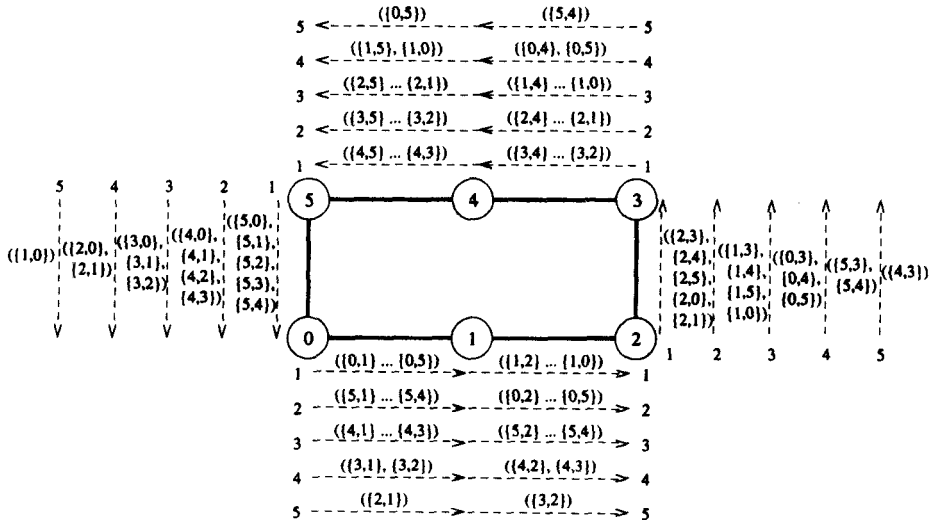 5 ({0,5}) ({5,4}) 5
4 ({1,5}, {1,0}) ({0,4}, {0,5}) 4
3 ({2,5} ... {2,1}) ({1,4} ... {1,0}) 3
2 ({3,5} ... {3,2}) ({2,4} ... {2,1}) 2
1 ({4,5} ... {4,3}) ({3,4} ... {3,2}) 1
5 4 3 2 1
5 4 3
({1,0})
({2,0},
{2,1})
({3,0},
{3,1},
{3,2})
({4,0},
{4,1},
{4,2},
{4,3})
({5,0},
{5,1},
{5,2},
{5,3},
{5,4})
({2,3},
{2,4},
{2,5},
{2,0},
{2,1})
({1,3},
{1,4},
{1,5},
{1,0})
({0,3},
{0,4},
{0,5})
({5,3},
{5,4})
({4,3})
0 1 2
1 2 3 4 5
1 ({0,1} ... {0,5}) ({1,2} ... {1,0}) 1
2 ({5,1} ... {5,4}) ({0,2} ... {0,5}) 2
3 ({4,1} ... {4,3}) ({5,2} ... {5,4}) 3
4 ({3,1}, {3,2}) ({4,2}, {4,3}) 4
5 ({2,1}) ({3,2}) 5